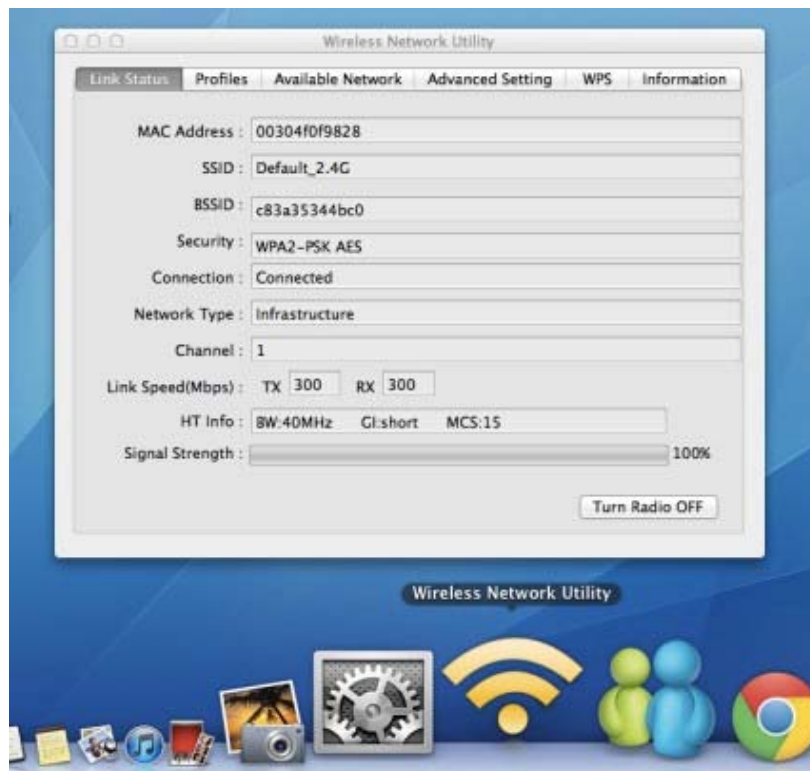 Wireless Network Utility
Link Status Profiles Available Network Advanced Setting WPS Information
MAC Address : 00304f0f9828
SSID : Default_2.4G
BSSID : c83a35344bc0
Security : WPA2-PSK AES
Connection : Connected
Network Type : Infrastructure
Channel : 1
Link Speed(Mbps) : TX 300 RX 300
HT Info : BW:40MHz GI:short MCS:15
Signal Strength : 100%
Turn Radio OFF
Wireless Network Utility